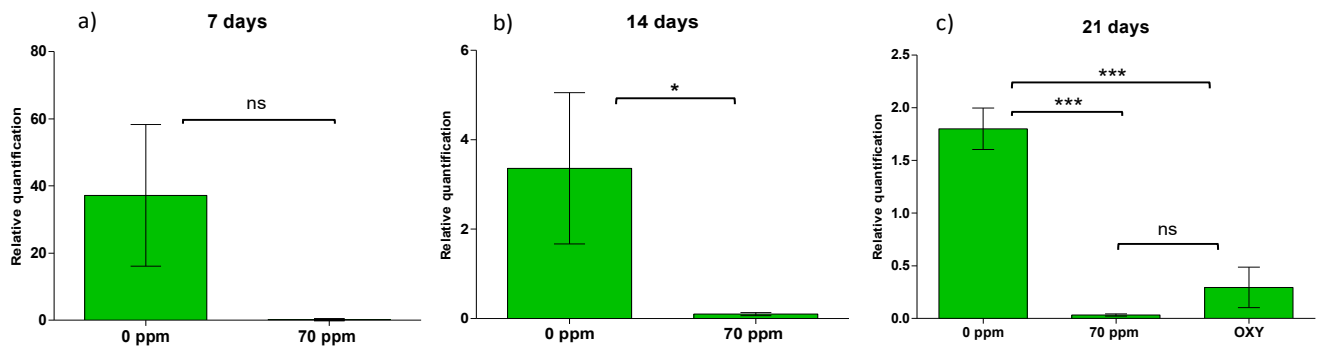 a)
7 days
Relative quantification
80
60
40
20
0
ns
0 ppm
70 ppm
b)
14 days
Relative quantification
6
4
2
0
*
0 ppm
70 ppm
c)
21 days
Relative quantification
2.5
2.0
1.5
1.0
0.5
0.0
***
***
ns
0 ppm
70 ppm
OXY